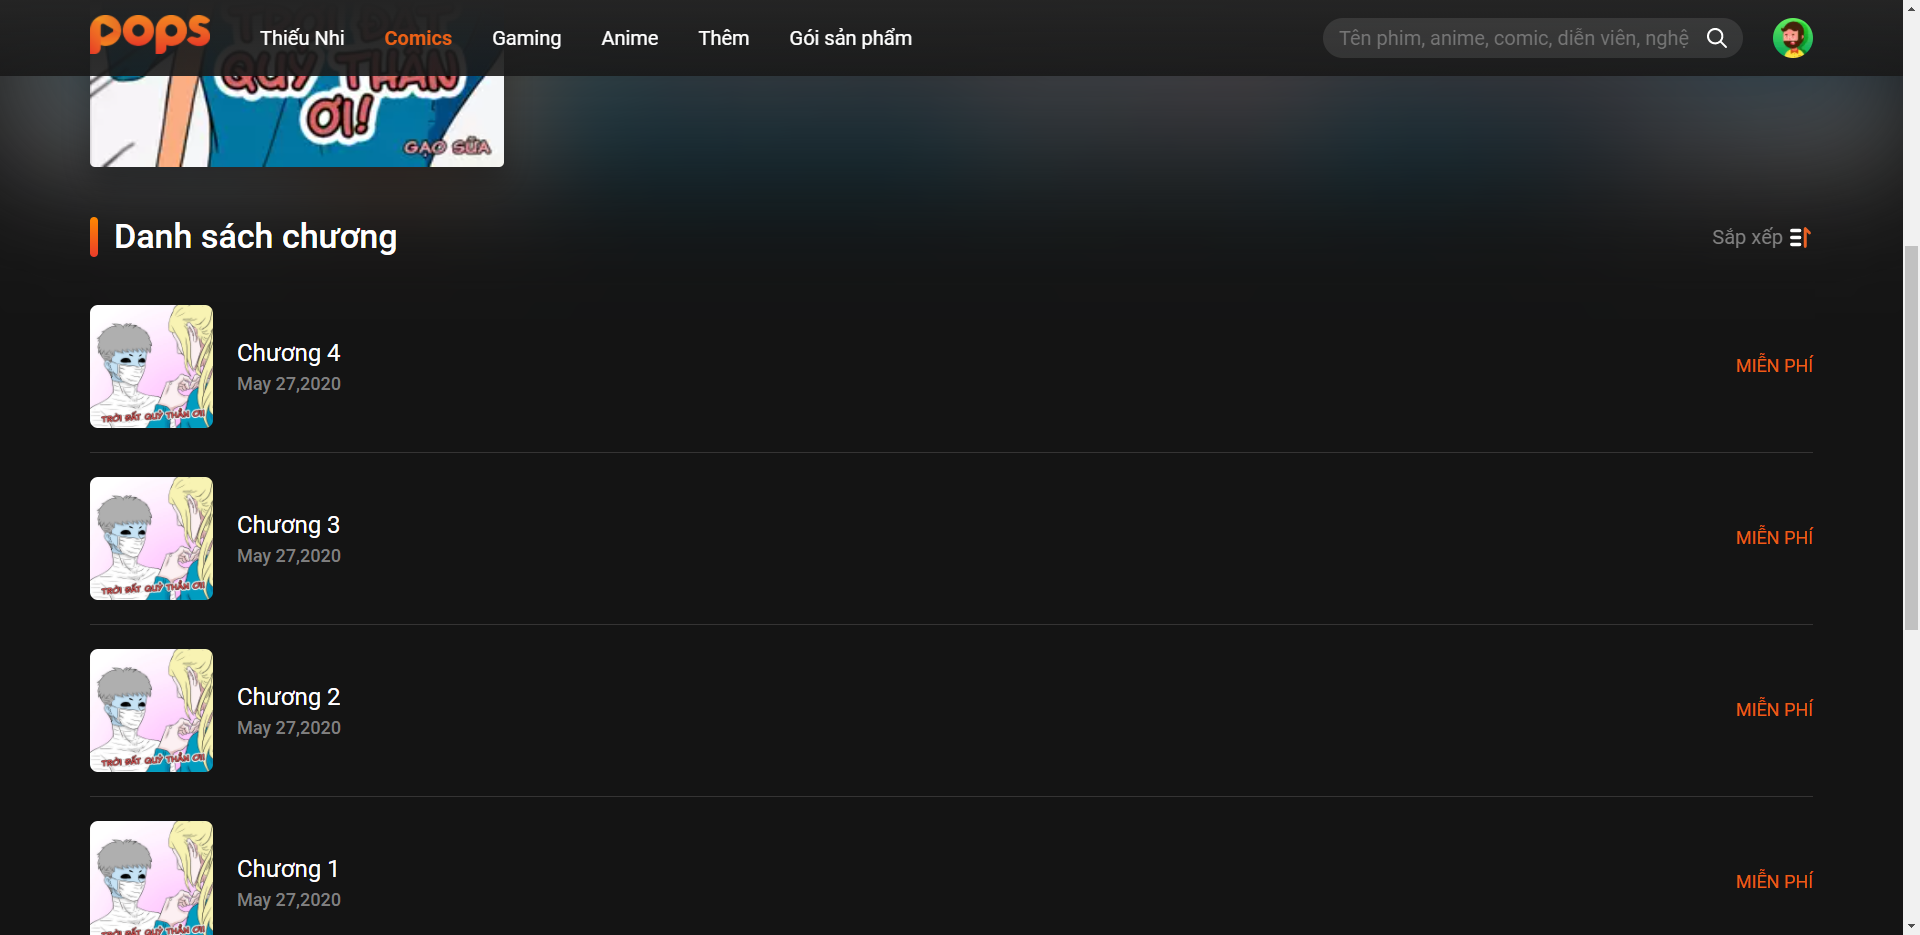 pops
Thiếu Nhi
Comics
Gaming
Anime
Thêm
Gói sản phẩm
Tên phim, anime, comic, diễn viên, nghệ
TRỜI ĐẤT
QUỶ THẦN
ƠI!
GẠO SỮA
Danh sách chương
Sắp xếp
TRỜI ĐẤT QUỶ THẦN ƠI!
Chương 4
May 27,2020
MIỄN PHÍ
TRỜI ĐẤT QUỶ THẦN ƠI!
Chương 3
May 27,2020
MIỄN PHÍ
TRỜI ĐẤT QUỶ THẦN ƠI!
Chương 2
May 27,2020
MIỄN PHÍ
TRỜI ĐẤT QUỶ THẦN ƠI!
Chương 1
May 27,2020
MIỄN PHÍ